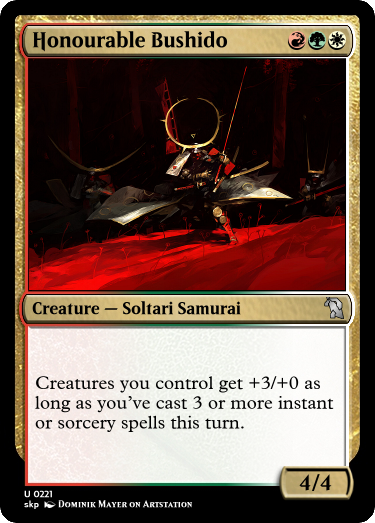 Honourable Bushido
Creature — Soltari Samurai
Creatures you control get +3/+0 as
long as you've cast 3 or more instant
or sorcery spells this turn.
4/4
U 0221
skp Dominik Mayer on Artstation